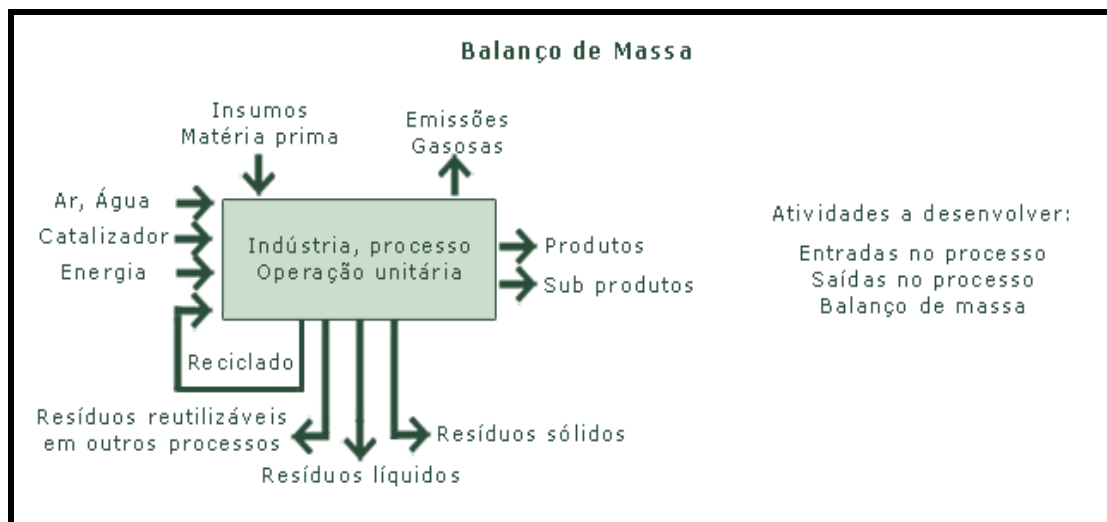 Balanço de Massa
Insumos
Matéria prima
Emissões
Gasosas
Ar, Água
Catalizador
Energia
Indústria, processo
Operação unitária
Produtos
Sub produtos
Reciclado
Resíduos reutilizáveis
em outros processos
Resíduos líquidos
Resíduos sólidos
Atividades a desenvolver:
Entradas no processo
Saídas no processo
Balanço de massa